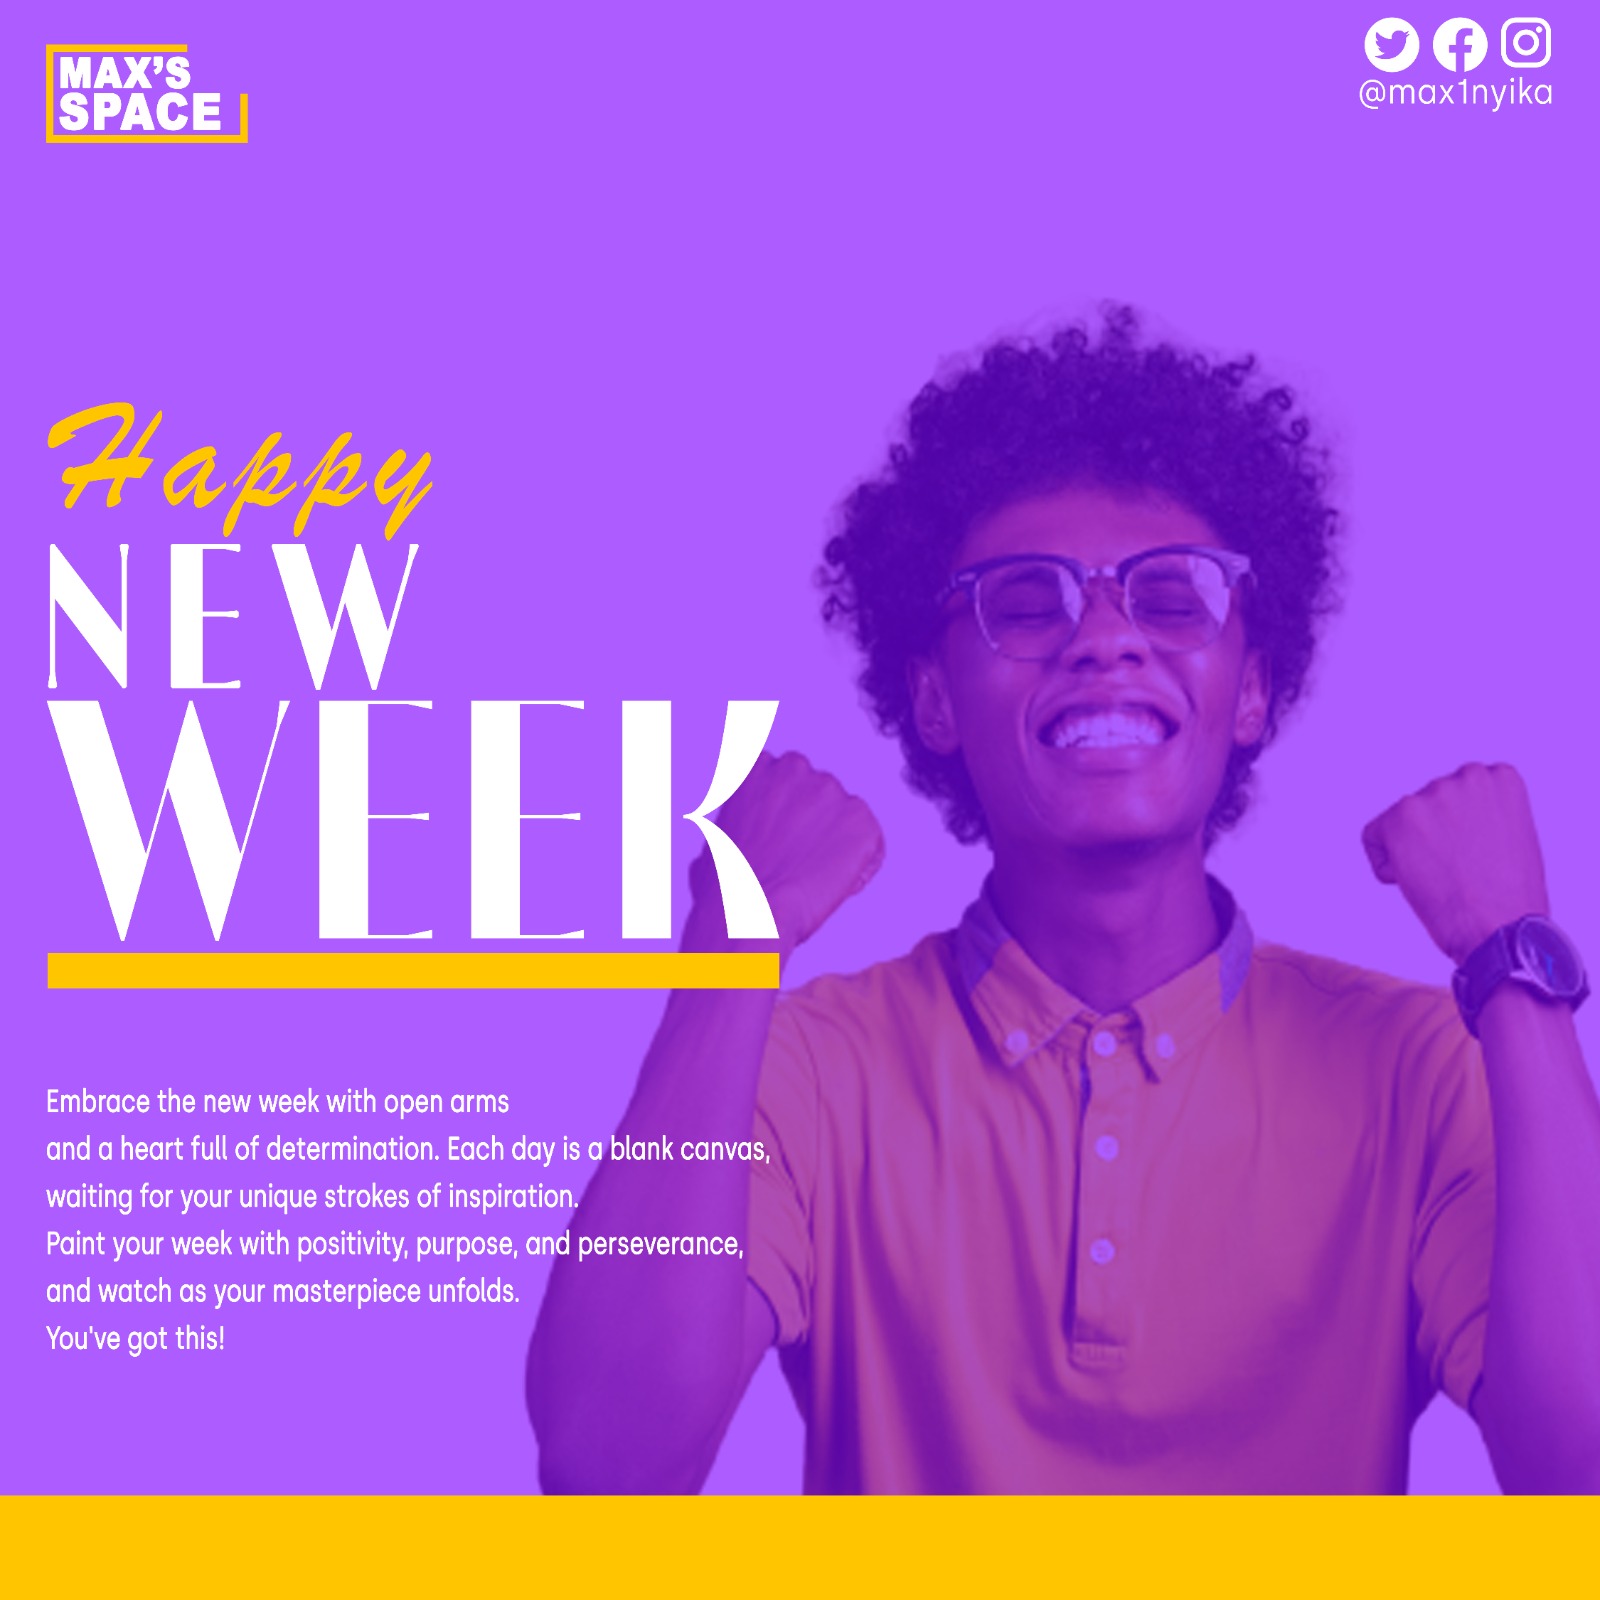 MAX'S
SPACE
@max1nyika
Happy
NEW
WEEK
Embrace the new week with open arms
and a heart full of determination. Each day is a blank canvas,
waiting for your unique strokes of inspiration.
Paint your week with positivity, purpose, and perseverance,
and watch as your masterpiece unfolds.
You've got this!